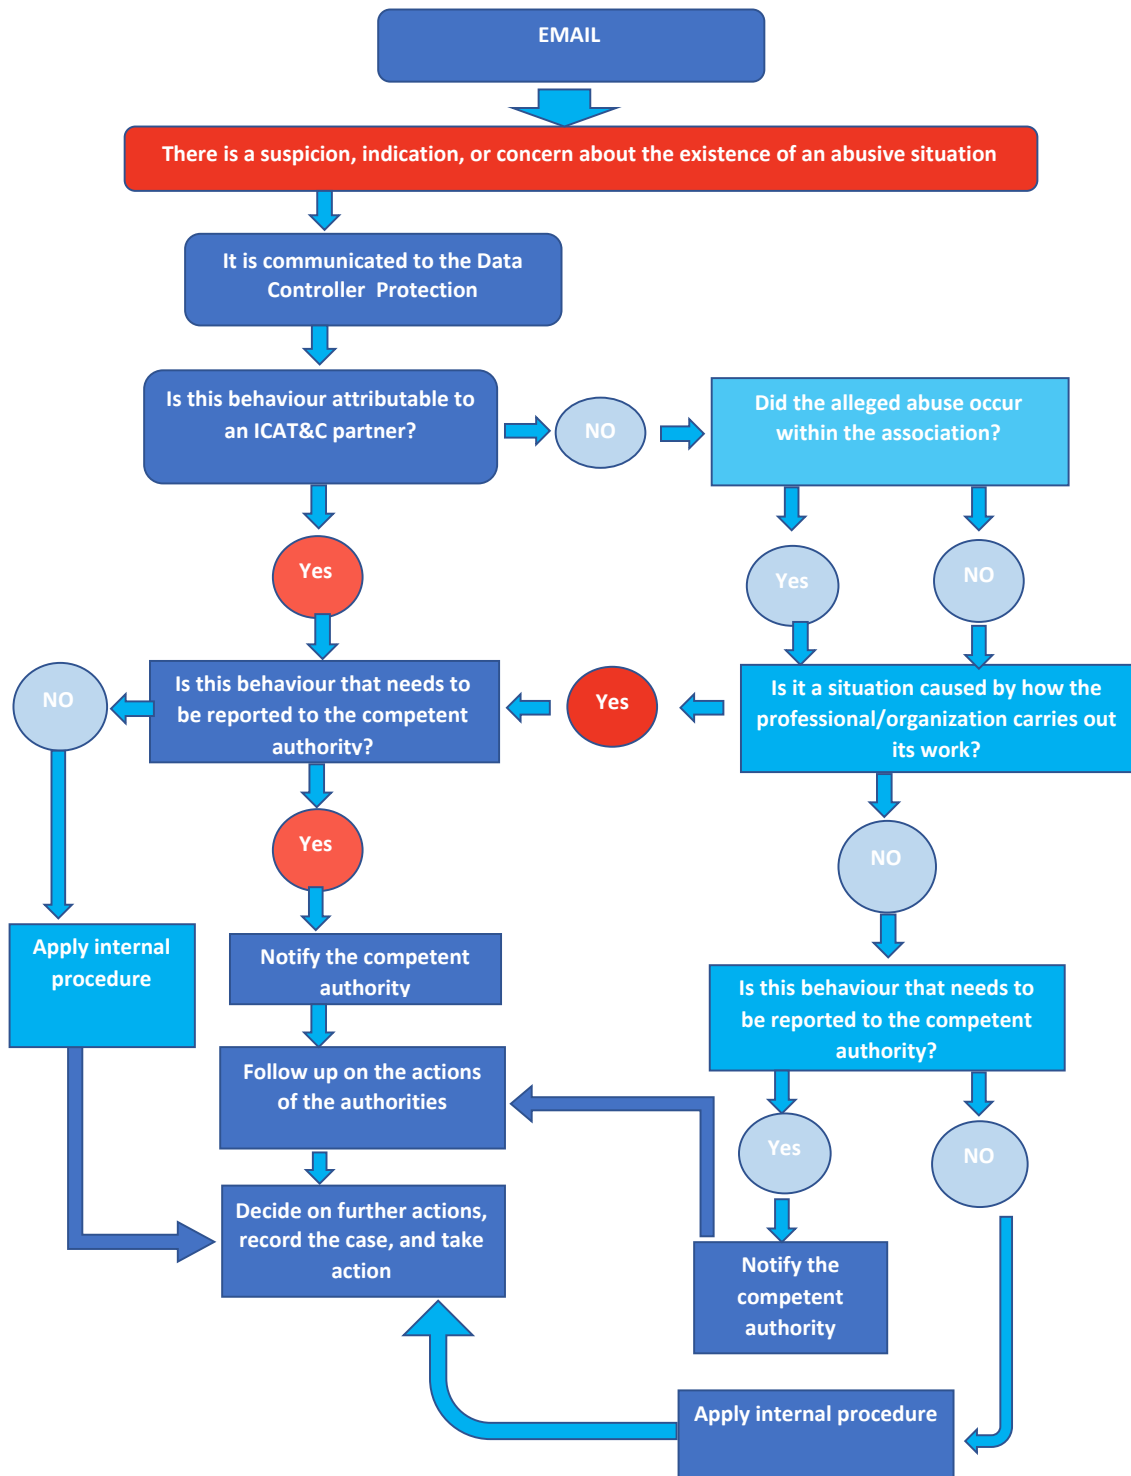 EMAIL
There is a suspicion, indication, or concern about the existence of an abusive situation
It is communicated to the Data
Controller Protection
Is this behaviour attributable to
an ICAT&C partner?
NO
Did the alleged abuse occur
within the association?
Yes
Yes
NO
NO
Is this behaviour that needs to
be reported to the competent
authority?
Yes
Is it a situation caused by how the
professional/organization carries out
its work?
Yes
NO
Apply internal
procedure
Notify the competent
authority
Is this behaviour that needs to
be reported to the competent
authority?
Follow up on the actions
of the authorities
Yes
NO
Decide on further actions,
record the case, and take
action
Notify the
competent
authority
Apply internal procedure